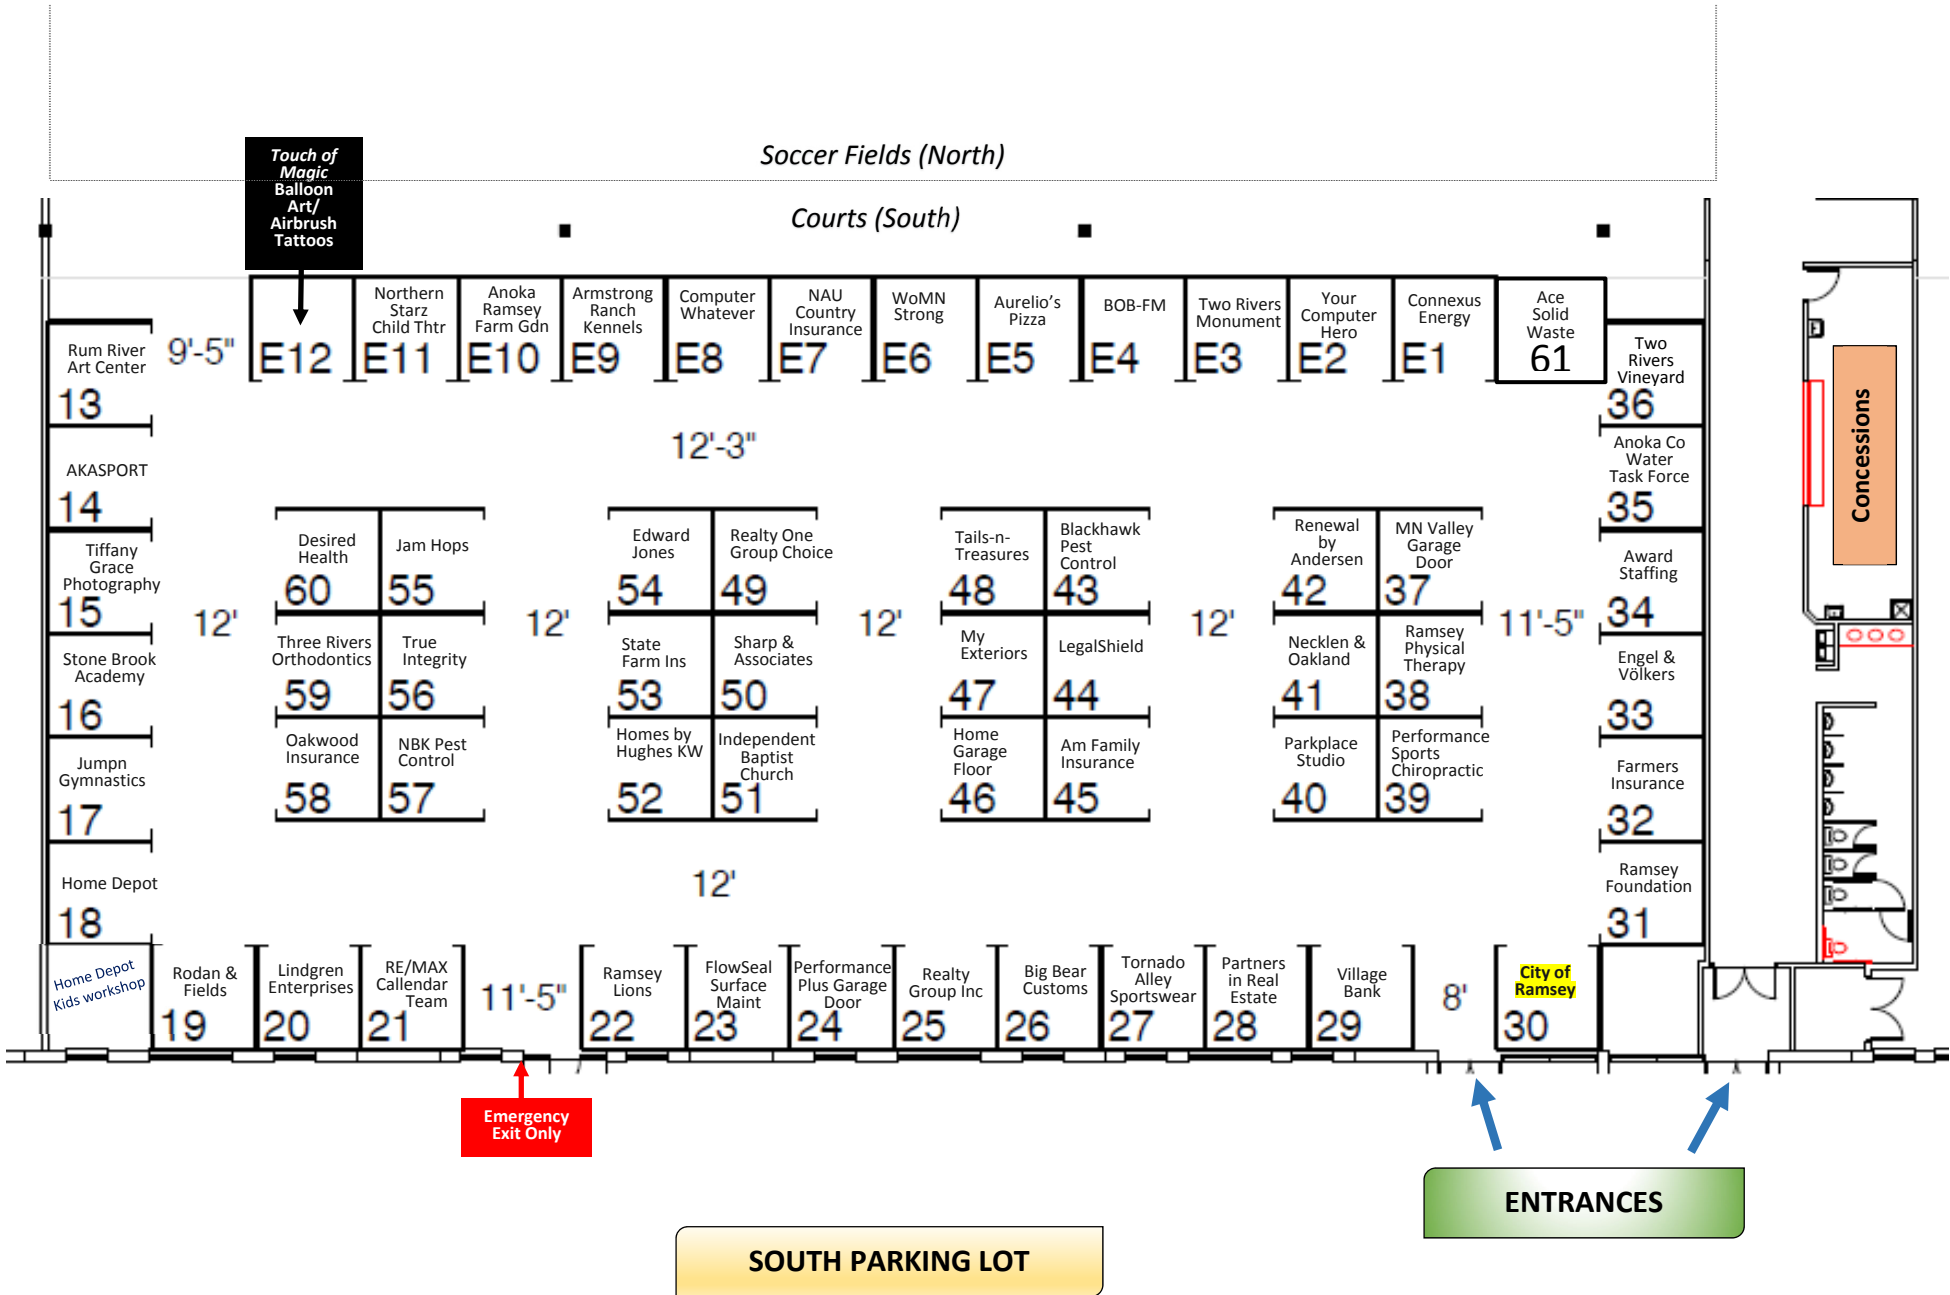 Soccer Fields (North)
Courts (South)
Touch of
Magic
Balloon
Art/
Airbrush
Tattoos
E12
Northern
Starz
Child Thtr
E11
Anoka
Ramsey
Farm Gdn
E10
Armstrong
Ranch
Kennels
E9
Computer
Whatever
E8
NAU
Country
Insurance
E7
WoMN
Strong
E6
Aurelio's
Pizza
E5
BOB-FM
E4
Two Rivers
Monument
E3
Your
Computer
Hero
E2
Connexus
Energy
E1
Ace
Solid
Waste
61
Rum River
Art Center
13
9'-5"
AKASPORT
14
Tiffany
Grace
Photography
15
Stone Brook
Academy
16
Jumpn
Gymnastics
17
Home Depot
18
Home Depot
Kids workshop
12'-3"
12'
Desired
Health
60
Jam Hops
55
Three Rivers
Orthodontics
59
True
Integrity
56
Oakwood
Insurance
58
NBK Pest
Control
57
12'
Edward
Jones
54
Realty One
Group Choice
49
State
Farm Ins
53
Sharp &
Associates
50
Homes by
Hughes KW
52
Independent
Baptist
Church
51
12'
Tails-n-
Treasures
48
Blackhawk
Pest
Control
43
My
Exteriors
47
LegalShield
44
Home
Garage
Floor
46
Am Family
Insurance
45
12'
Renewal
by
Andersen
42
MN Valley
Garage
Door
37
Necklen &
Oakland
41
Ramsey
Physical
Therapy
38
Parkplace
Studio
40
Performance
Sports
Chiropractic
39
11'-5"
Two
Rivers
Vineyard
36
Anoka Co
Water
Task Force
35
Award
Staffing
34
Engel &
Völkers
33
Farmers
Insurance
32
Ramsey
Foundation
31
Concessions
12'
Rodan &
Fields
19
Lindgren
Enterprises
20
RE/MAX
Callendar
Team
21
11'-5"
Ramsey
Lions
22
FlowSeal
Surface
Maint
23
Performance
Plus Garage
Door
24
Realty
Group Inc
25
Big Bear
Customs
26
Tornado
Alley
Sportswear
27
Partners
in Real
Estate
28
Village
Bank
29
8'
City of
Ramsey
30
Emergency
Exit Only
ENTRANCES
SOUTH PARKING LOT